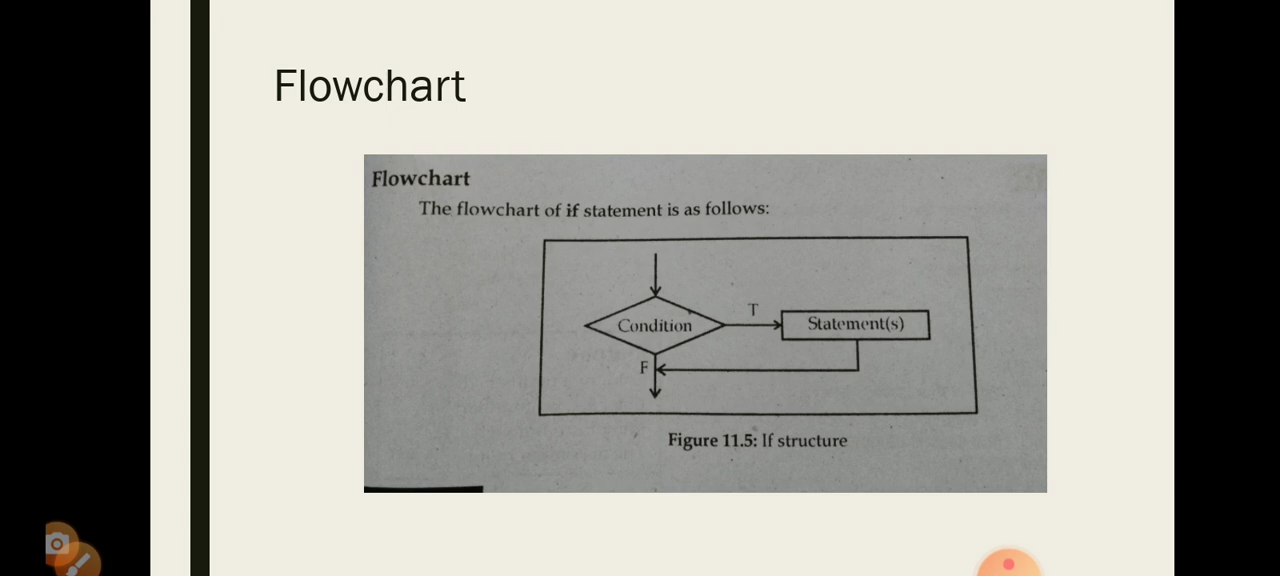 Flowchart
Flowchart
The flowchart of if statement is as follows:
T
Condition
Statement(s)
F
Figure 11.5: If structure